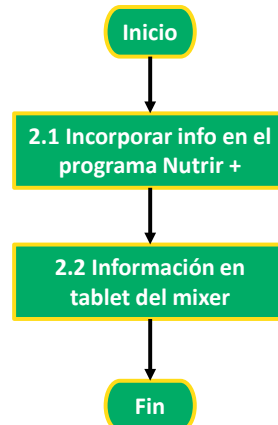 Inicio
2.1 Incorporar info en el
programa Nutrir +
2.2 Información en
tablet del mixer
Fin